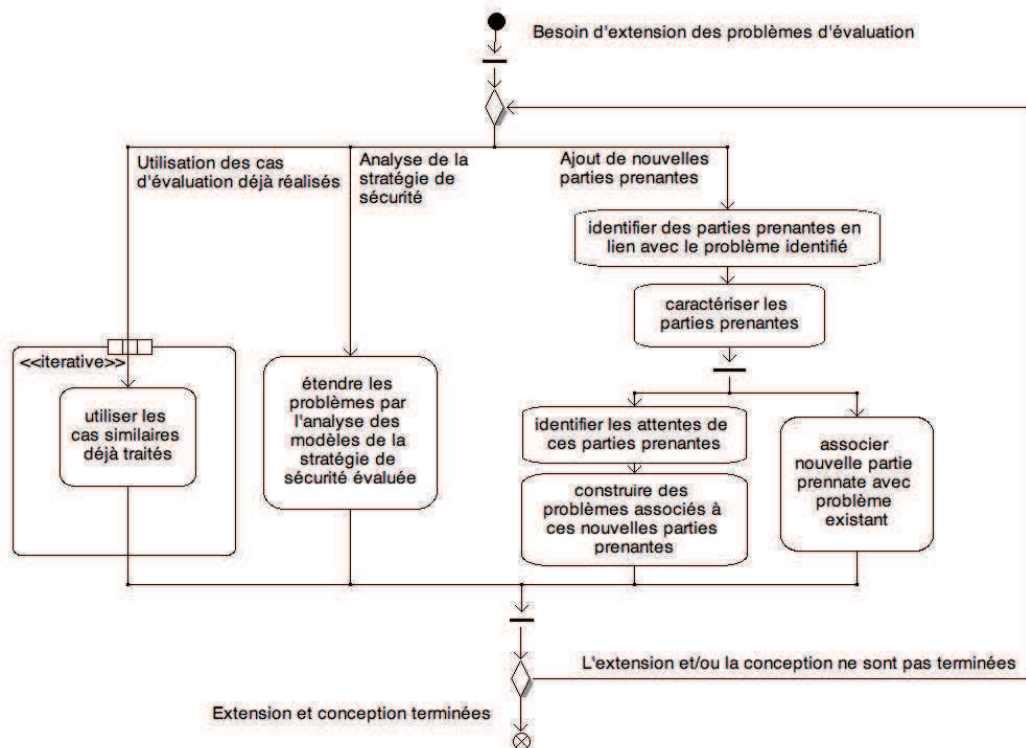 Besoin d'extension des problèmes d'évaluation
Utilisation des cas
d'évaluation déjà réalisés
Analyse de la
stratégie de
sécurité
Ajout de nouvelles
parties prenantes
identifier des parties prenantes en
lien avec le problème identifié
caractériser les
parties prenantes
<<iterative>>
utiliser les
cas similaires
déjà traités
étendre les
problèmes par
l'analyse des
modèles de la
stratégie de
sécurité évaluée
identifier les attentes de
ces parties prenantes
construire des
problèmes associés à
ces nouvelles parties
prenantes
associer
nouvelle partie
prennate avec
problème
existant
L'extension et/ou la conception ne sont pas terminées
Extension et conception terminées